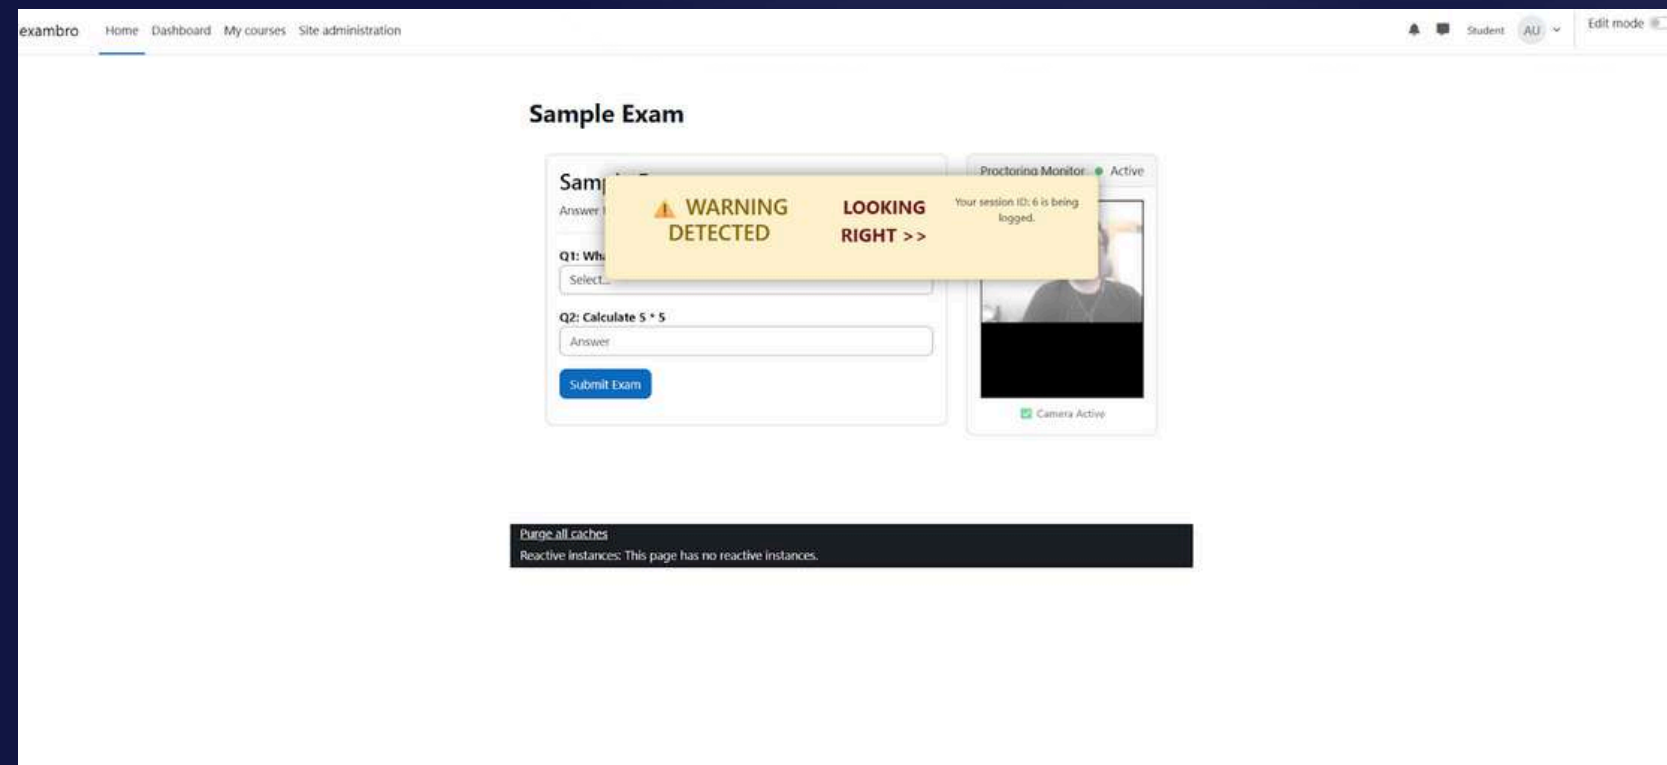 exambro Home Dashboard My courses Site administration Student AU Edit mode
Sample Exam
Sam
Answer
Q1: Wh
Select...
Q2: Calculate 5 * 5
Answer
Submit Exam
⚠ WARNING
DETECTED
LOOKING
RIGHT >>
Your session ID: 6 is being
logged.
Proctoring Monitor Active
Camera Active
Purge all caches
Reactive instances: This page has no reactive instances.